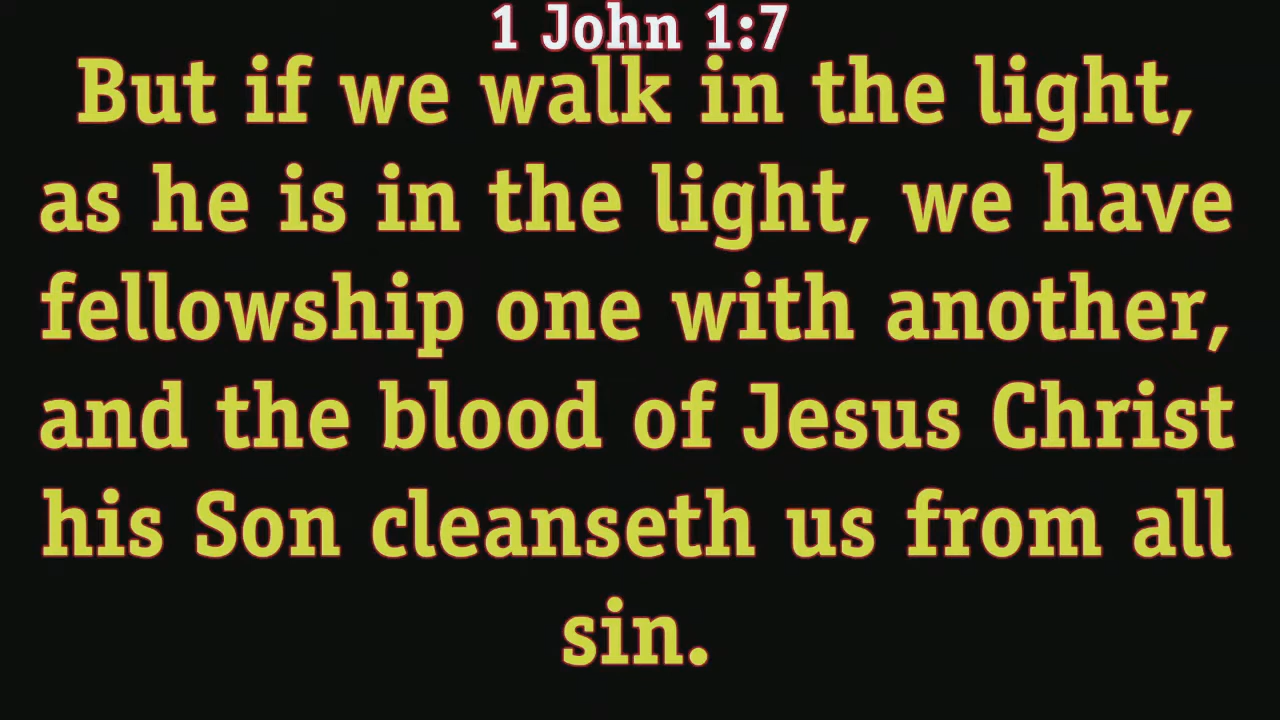 1 John 1:7
But if we walk in the light,
as he is in the light, we have
fellowship one with another,
and the blood of Jesus Christ
his Son cleanseth us from all
sin.